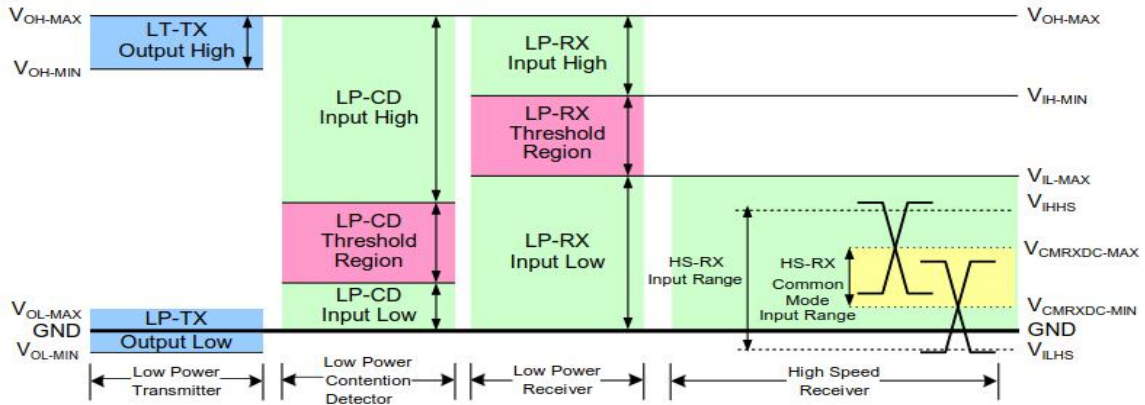 VOH-MAX
LT-TX
Output High
VOH-MIN
VOL-MAX
GND
VOL-MIN
LP-TX
Output Low
LP-CD
Input High
LP-CD
Threshold
Region
LP-CD
Input Low
LP-RX
Input High
LP-RX
Threshold
Region
LP-RX
Input Low
HS-RX
Input Range
HS-RX
Common
Mode
Input Range
VOH-MAX
VIH-MIN
VIL-MAX
VIHHS
VCMRXDC-MAX
VCMRXDC-MIN
GND
VILHS
Low Power
Transmitter
Low Power
Contention
Detector
Low Power
Receiver
High Speed
Receiver